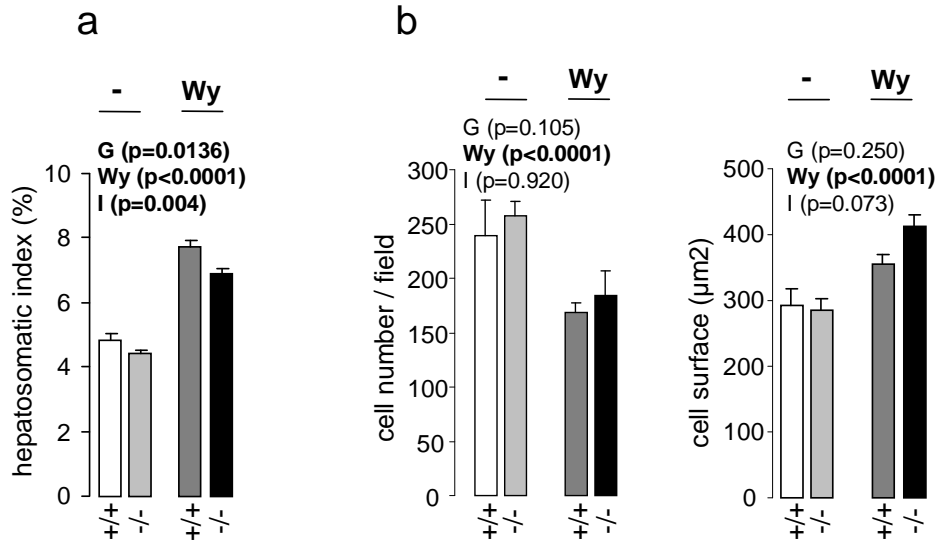 a
- Wy
G (p=0.0136)
Wy (p<0.0001)
I (p=0.004)
hepatosomatic index (%)
10
8
6
4
2
0
+/+ -/- +/+ -/-
b
- Wy
G (p=0.105)
Wy (p<0.0001)
I (p=0.920)
cell number / field
300
250
200
150
100
50
0
+/+ -/- +/+ -/-
- Wy
G (p=0.250)
Wy (p<0.0001)
I (p=0.073)
cell surface (µm2)
500
400
300
200
100
0
+/+ -/- +/+ -/-